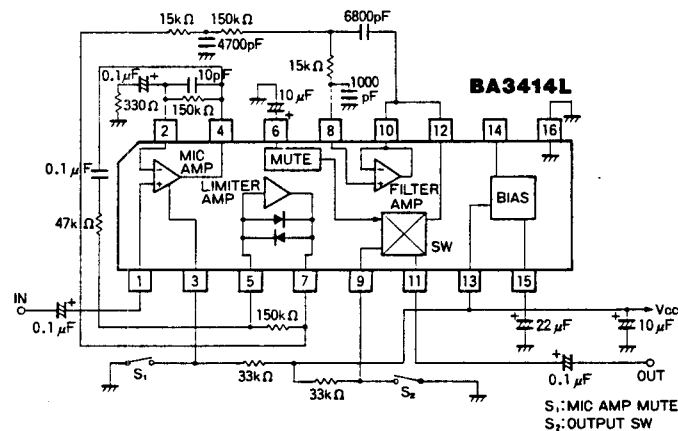 15kΩ 150kΩ 6800pF
4700pF
0.1μF 10pF 15kΩ 1000 pF
10μF
BA3414L
330Ω 150kΩ
2 4 6 8 10 12 14 16
0.1μF
MIC AMP
MUTE
LIMITER AMP
FILTER AMP
BIAS
47kΩ
SW
1 3 5 7 9 11 13 15
IN
0.1μF
150kΩ
Vcc
22μF 10μF
S₁
33kΩ
33kΩ
S₂
0.1μF
OUT
S₁:MIC AMP MUTE
S₂:OUTPUT SW